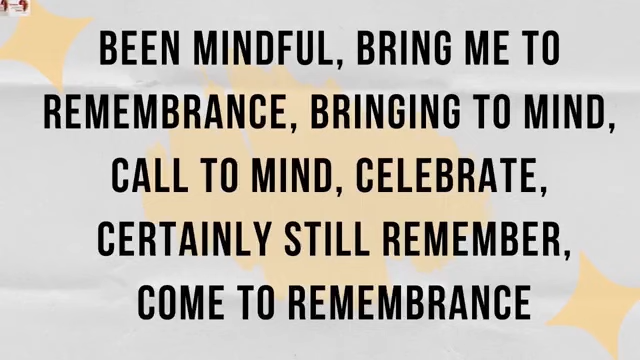 BEEN MINDFUL, BRING ME TO
REMEMBRANCE, BRINGING TO MIND,
CALL TO MIND, CELEBRATE,
CERTAINLY STILL REMEMBER,
COME TO REMEMBRANCE